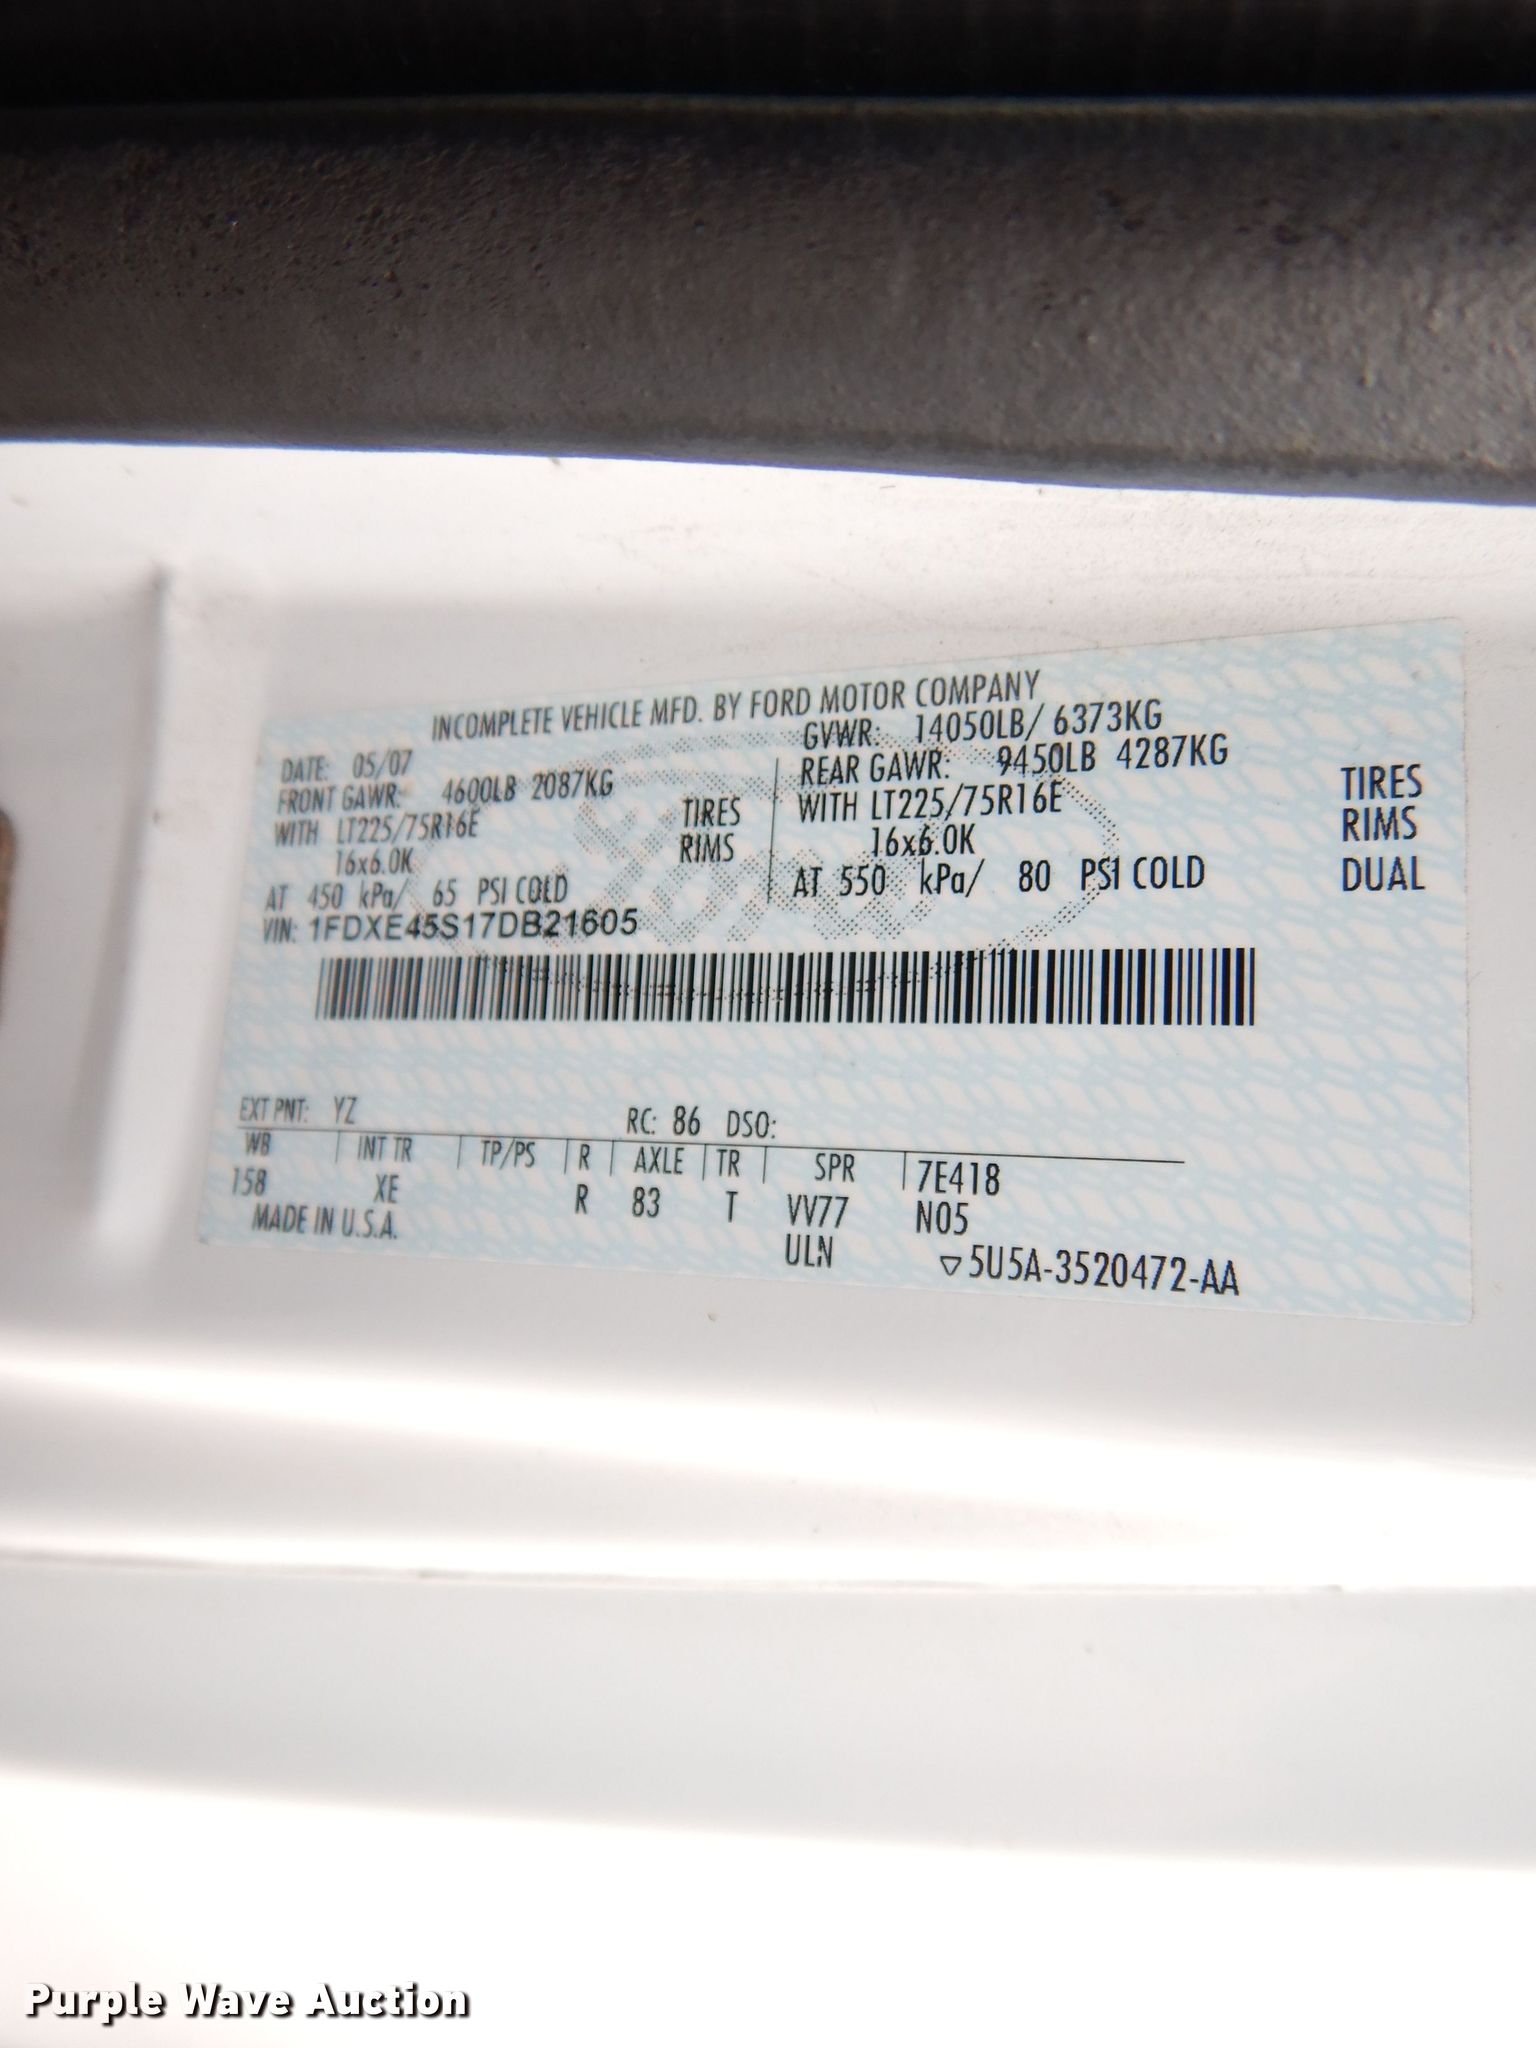 INCOMPLETE VEHICLE MFD. BY FORD MOTOR COMPANY
DATE: 05/07 GVWR: 14050LB/ 6373KG
FRONT GAWR: 4600LB 2087KG REAR GAWR: 9450LB 4287KG
WITH LT225/75R16E TIRES WITH LT225/75R16E TIRES
16x6.0K RIMS 16x6.0K RIMS
AT 450 kPa/ 65 PSI COLD AT 550 kPa/ 80 PSI COLD DUAL
VIN: 1FDXE45S17DB21605
EXT PNT: YZ RC: 86 DSO:
WB INT TR TP/PS R AXLE TR SPR 7E418
158 XE R 83 T VV77 N05
MADE IN U.S.A. ULN ▽5U5A-3520472-AA
Purple Wave Auction